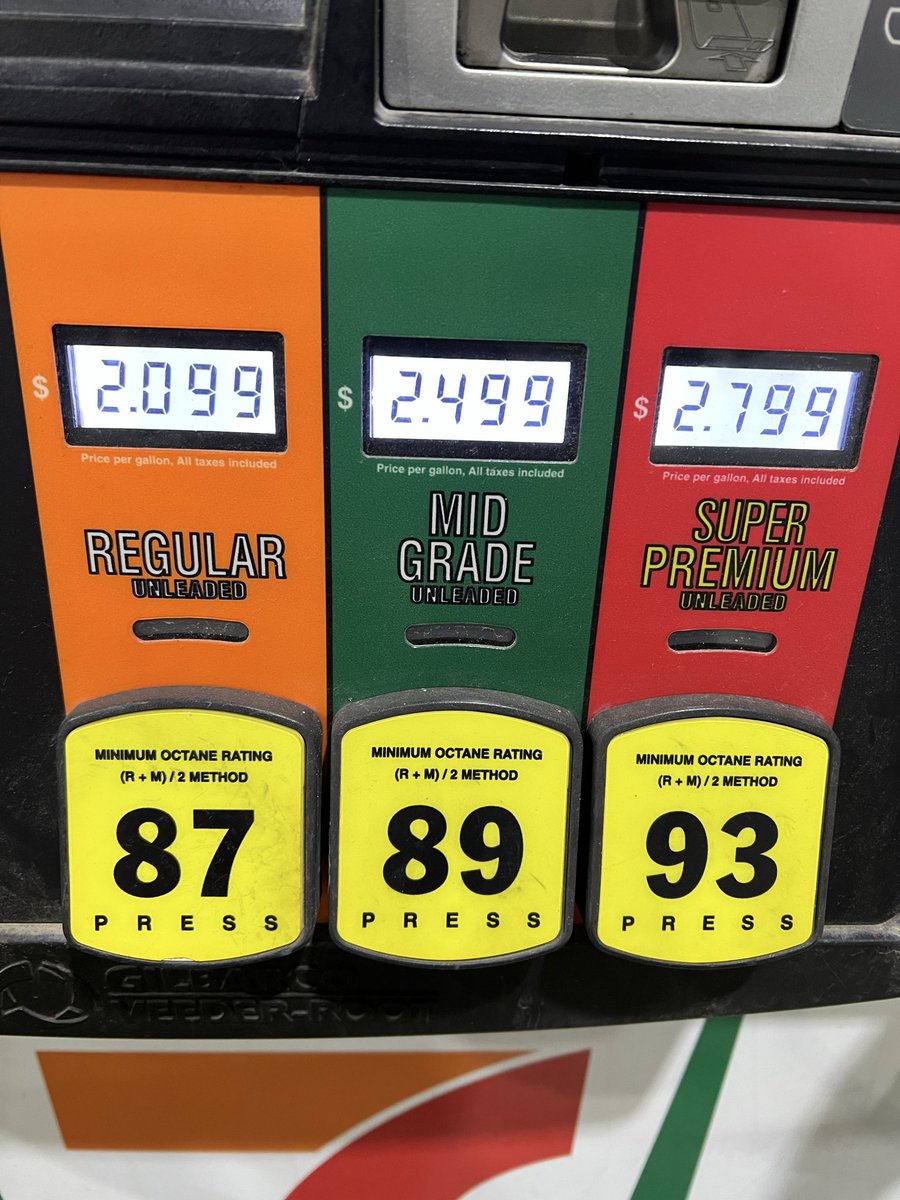 $ 2.099
Price per gallon, All taxes included
REGULAR
UNLEADED
$ 2.499
Price per gallon, All taxes included
MID
GRADE
UNLEADED
$ 2.799
Price per gallon, All taxes included
SUPER
PREMIUM
UNLEADED
MINIMUM OCTANE RATING
(R + M) / 2 METHOD
87
PRESS
MINIMUM OCTANE RATING
(R + M) / 2 METHOD
89
PRESS
MINIMUM OCTANE RATING
(R + M) / 2 METHOD
93
PRESS
GILBARCO
VEEDER-ROOT